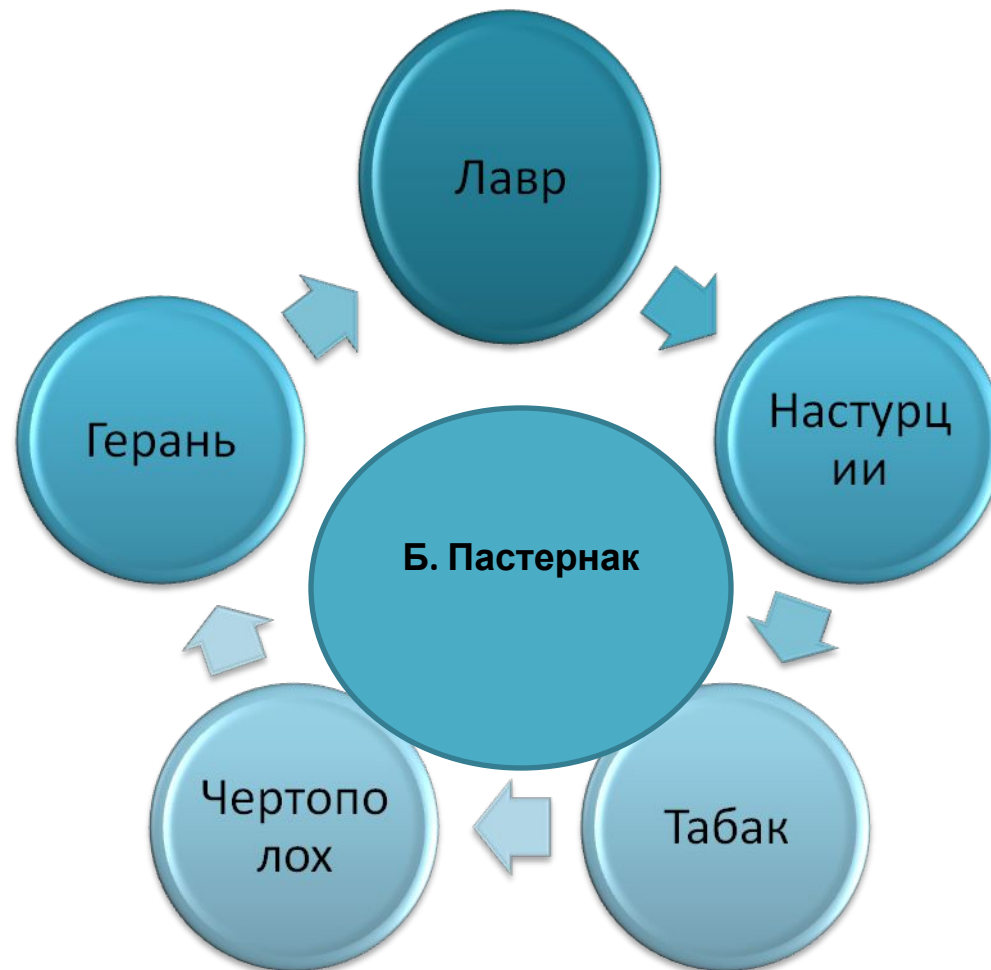 Лавр
Настурц
ии
Герань
Б. Пастернак
Чертопо
лох
Табак